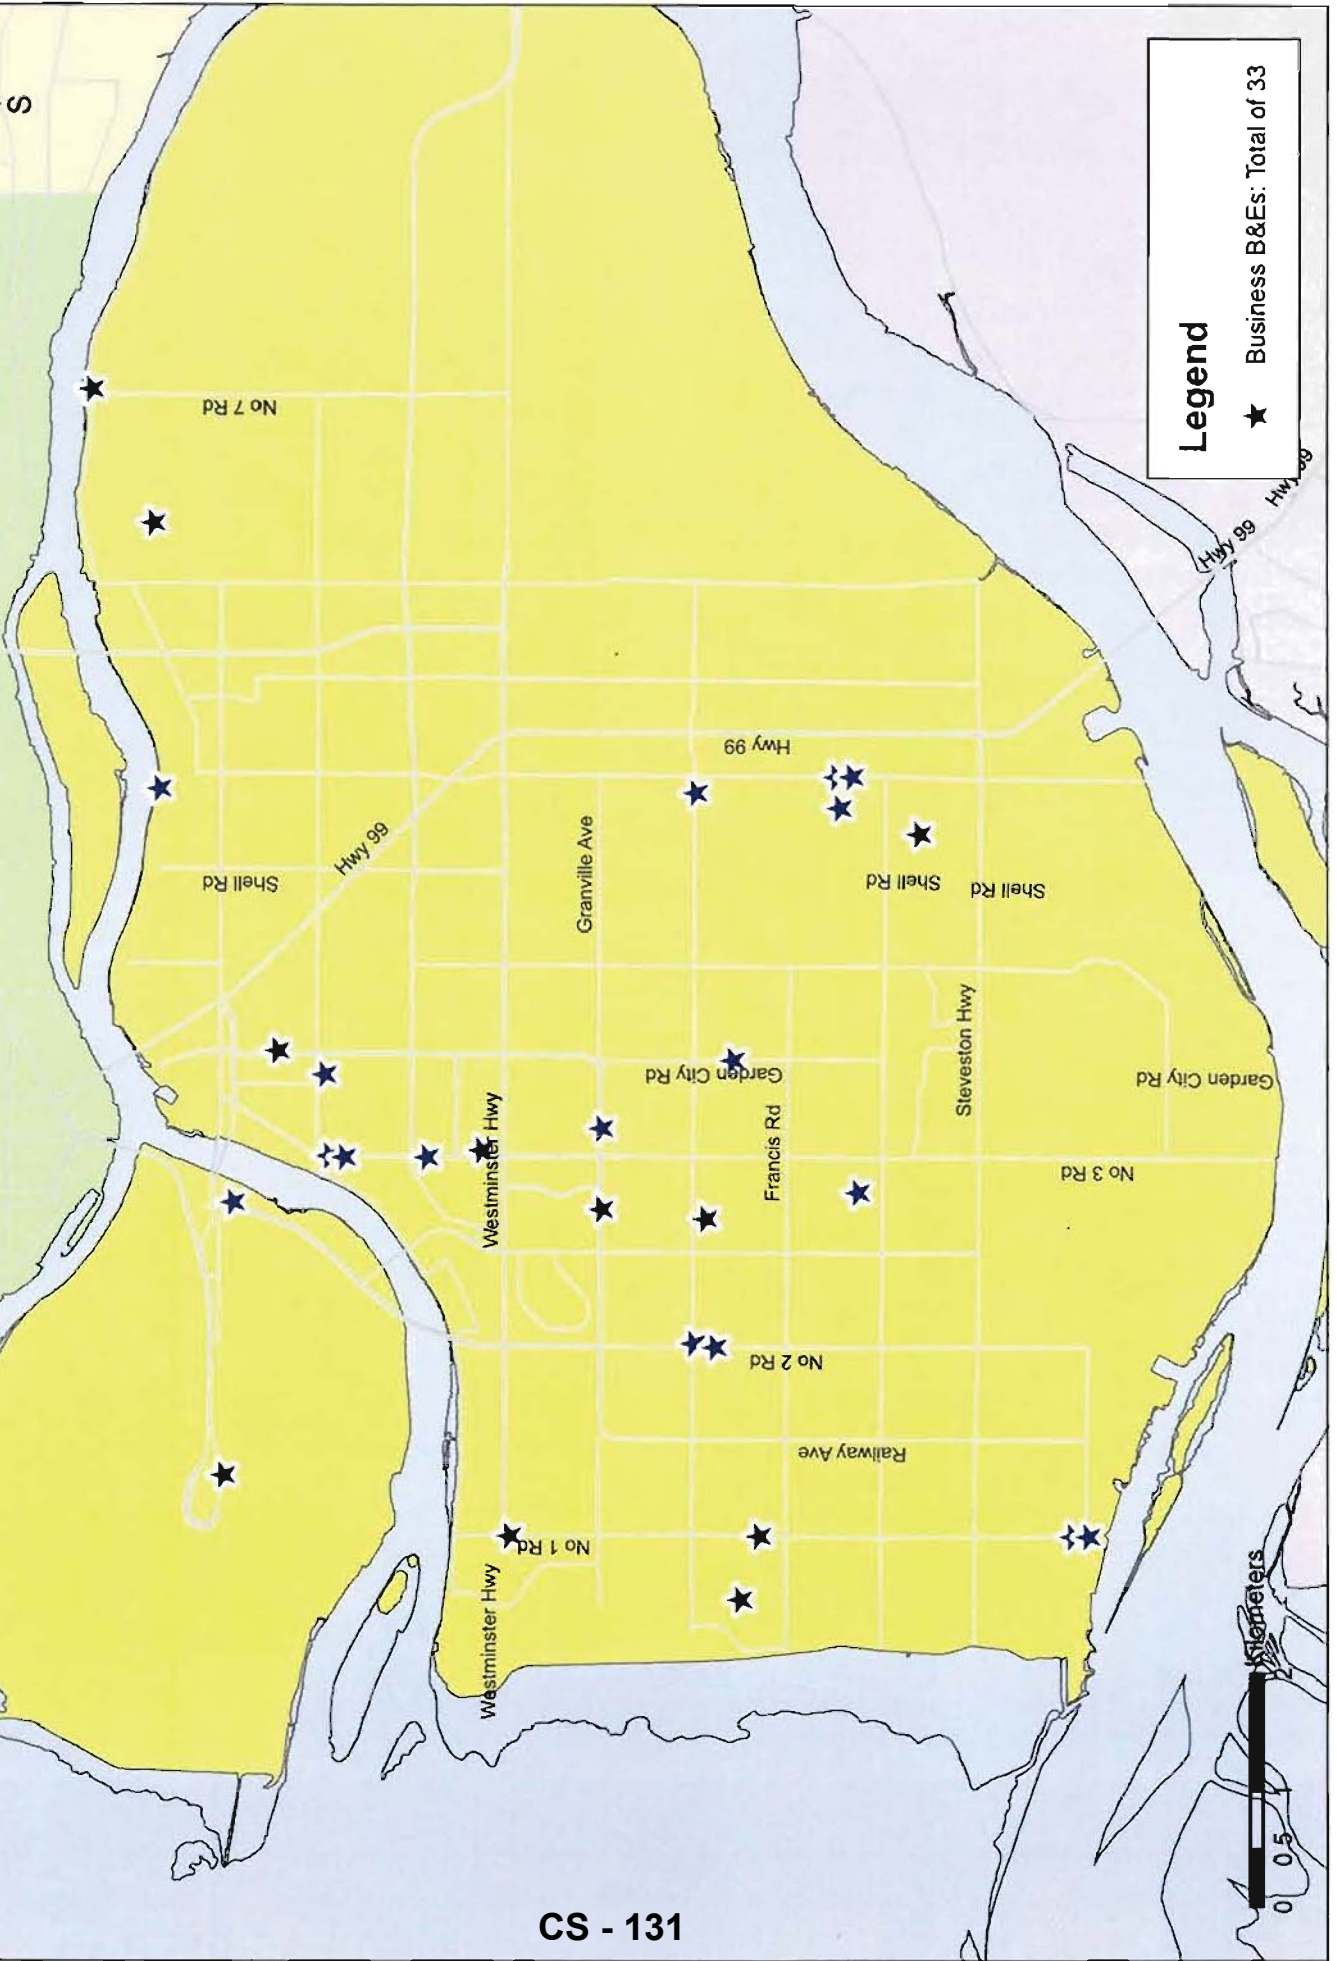 S
No 7 Rd
Hwy 99
Shell Rd
Hwy 99
Granville Ave
Shell Rd
Shell Rd
Garden City Rd
Steveston Hwy
Garden City Rd
Westminster Hwy
Francis Rd
No 3 Rd
No 2 Rd
Railway Ave
No 1 Rd
Westminster Hwy
Hwy 99
Hwy 99
Legend
Business B&Es: Total of 33
Kilometers
0 0.5 1 2
CS - 131